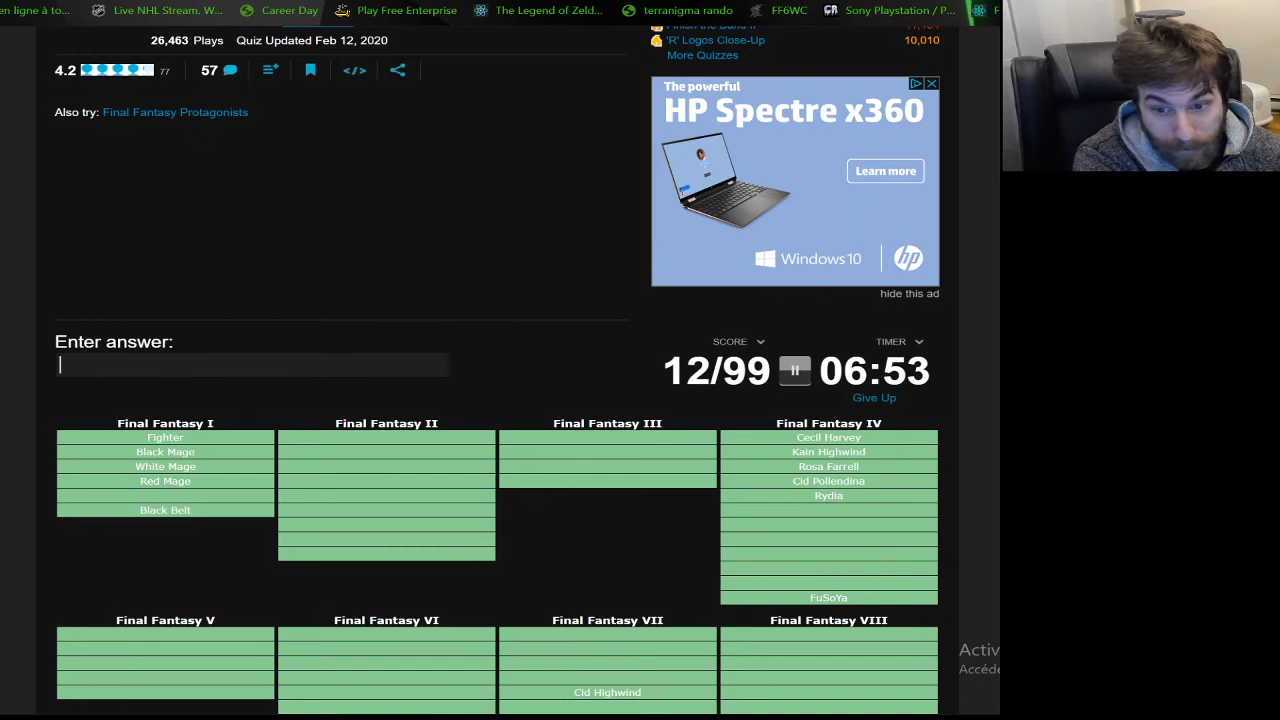 en ligne à to... Live NHL Stream. W... Career Day Play Free Enterprise The Legend of Zeld... terranigma rando FF6WC Sony Playstation / P... F
26,463 Plays Quiz Updated Feb 12, 2020
'R' Logos Close-Up 10,010
More Quizzes
4.2 77 57 </>
Also try: Final Fantasy Protagonists
The powerful
HP Spectre x360
Learn more
Windows10 hp
hide this ad
Enter answer:
SCORE TIMER
12/99 06:53
Give Up
Final Fantasy I Final Fantasy II Final Fantasy III Final Fantasy IV
Fighter Cecil Harvey
Black Mage Kain Highwind
White Mage Rosa Farrell
Red Mage Cid Pollendina
Rydia
Black Belt
FuSoYa
Final Fantasy V Final Fantasy VI Final Fantasy VII Final Fantasy VIII
Cid Highwind
Activ
Accéde